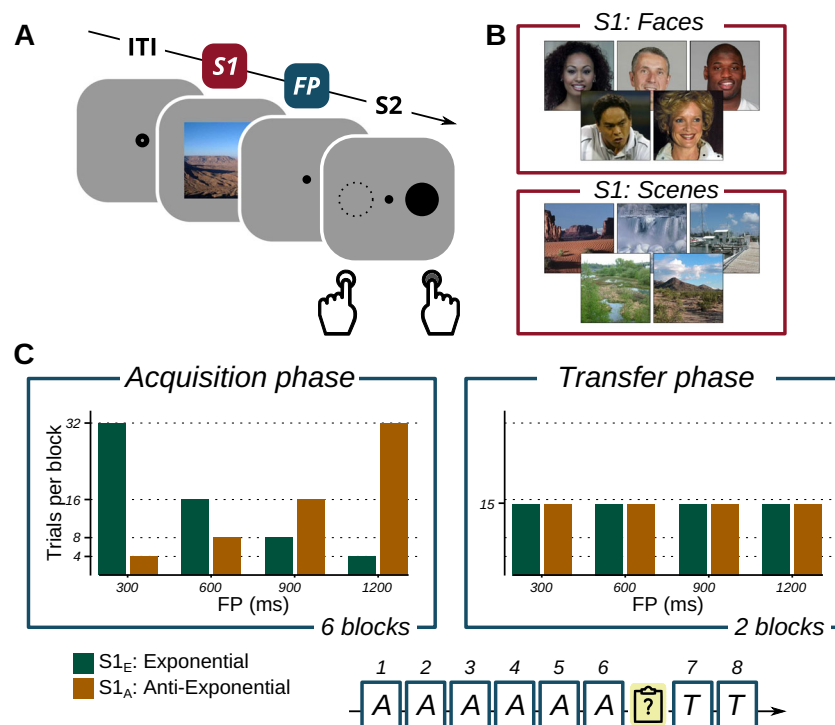 A
ITI
S1
FP
S2
B
S1: Faces
S1: Scenes
C
Acquisition phase
Trials per block
32
16
8
4
300 600 900 1200
FP (ms)
6 blocks
Transfer phase
15
300 600 900 1200
FP (ms)
2 blocks
S1E: Exponential
S1A: Anti-Exponential
1 2 3 4 5 6 7 8
A A A A A A ? T T